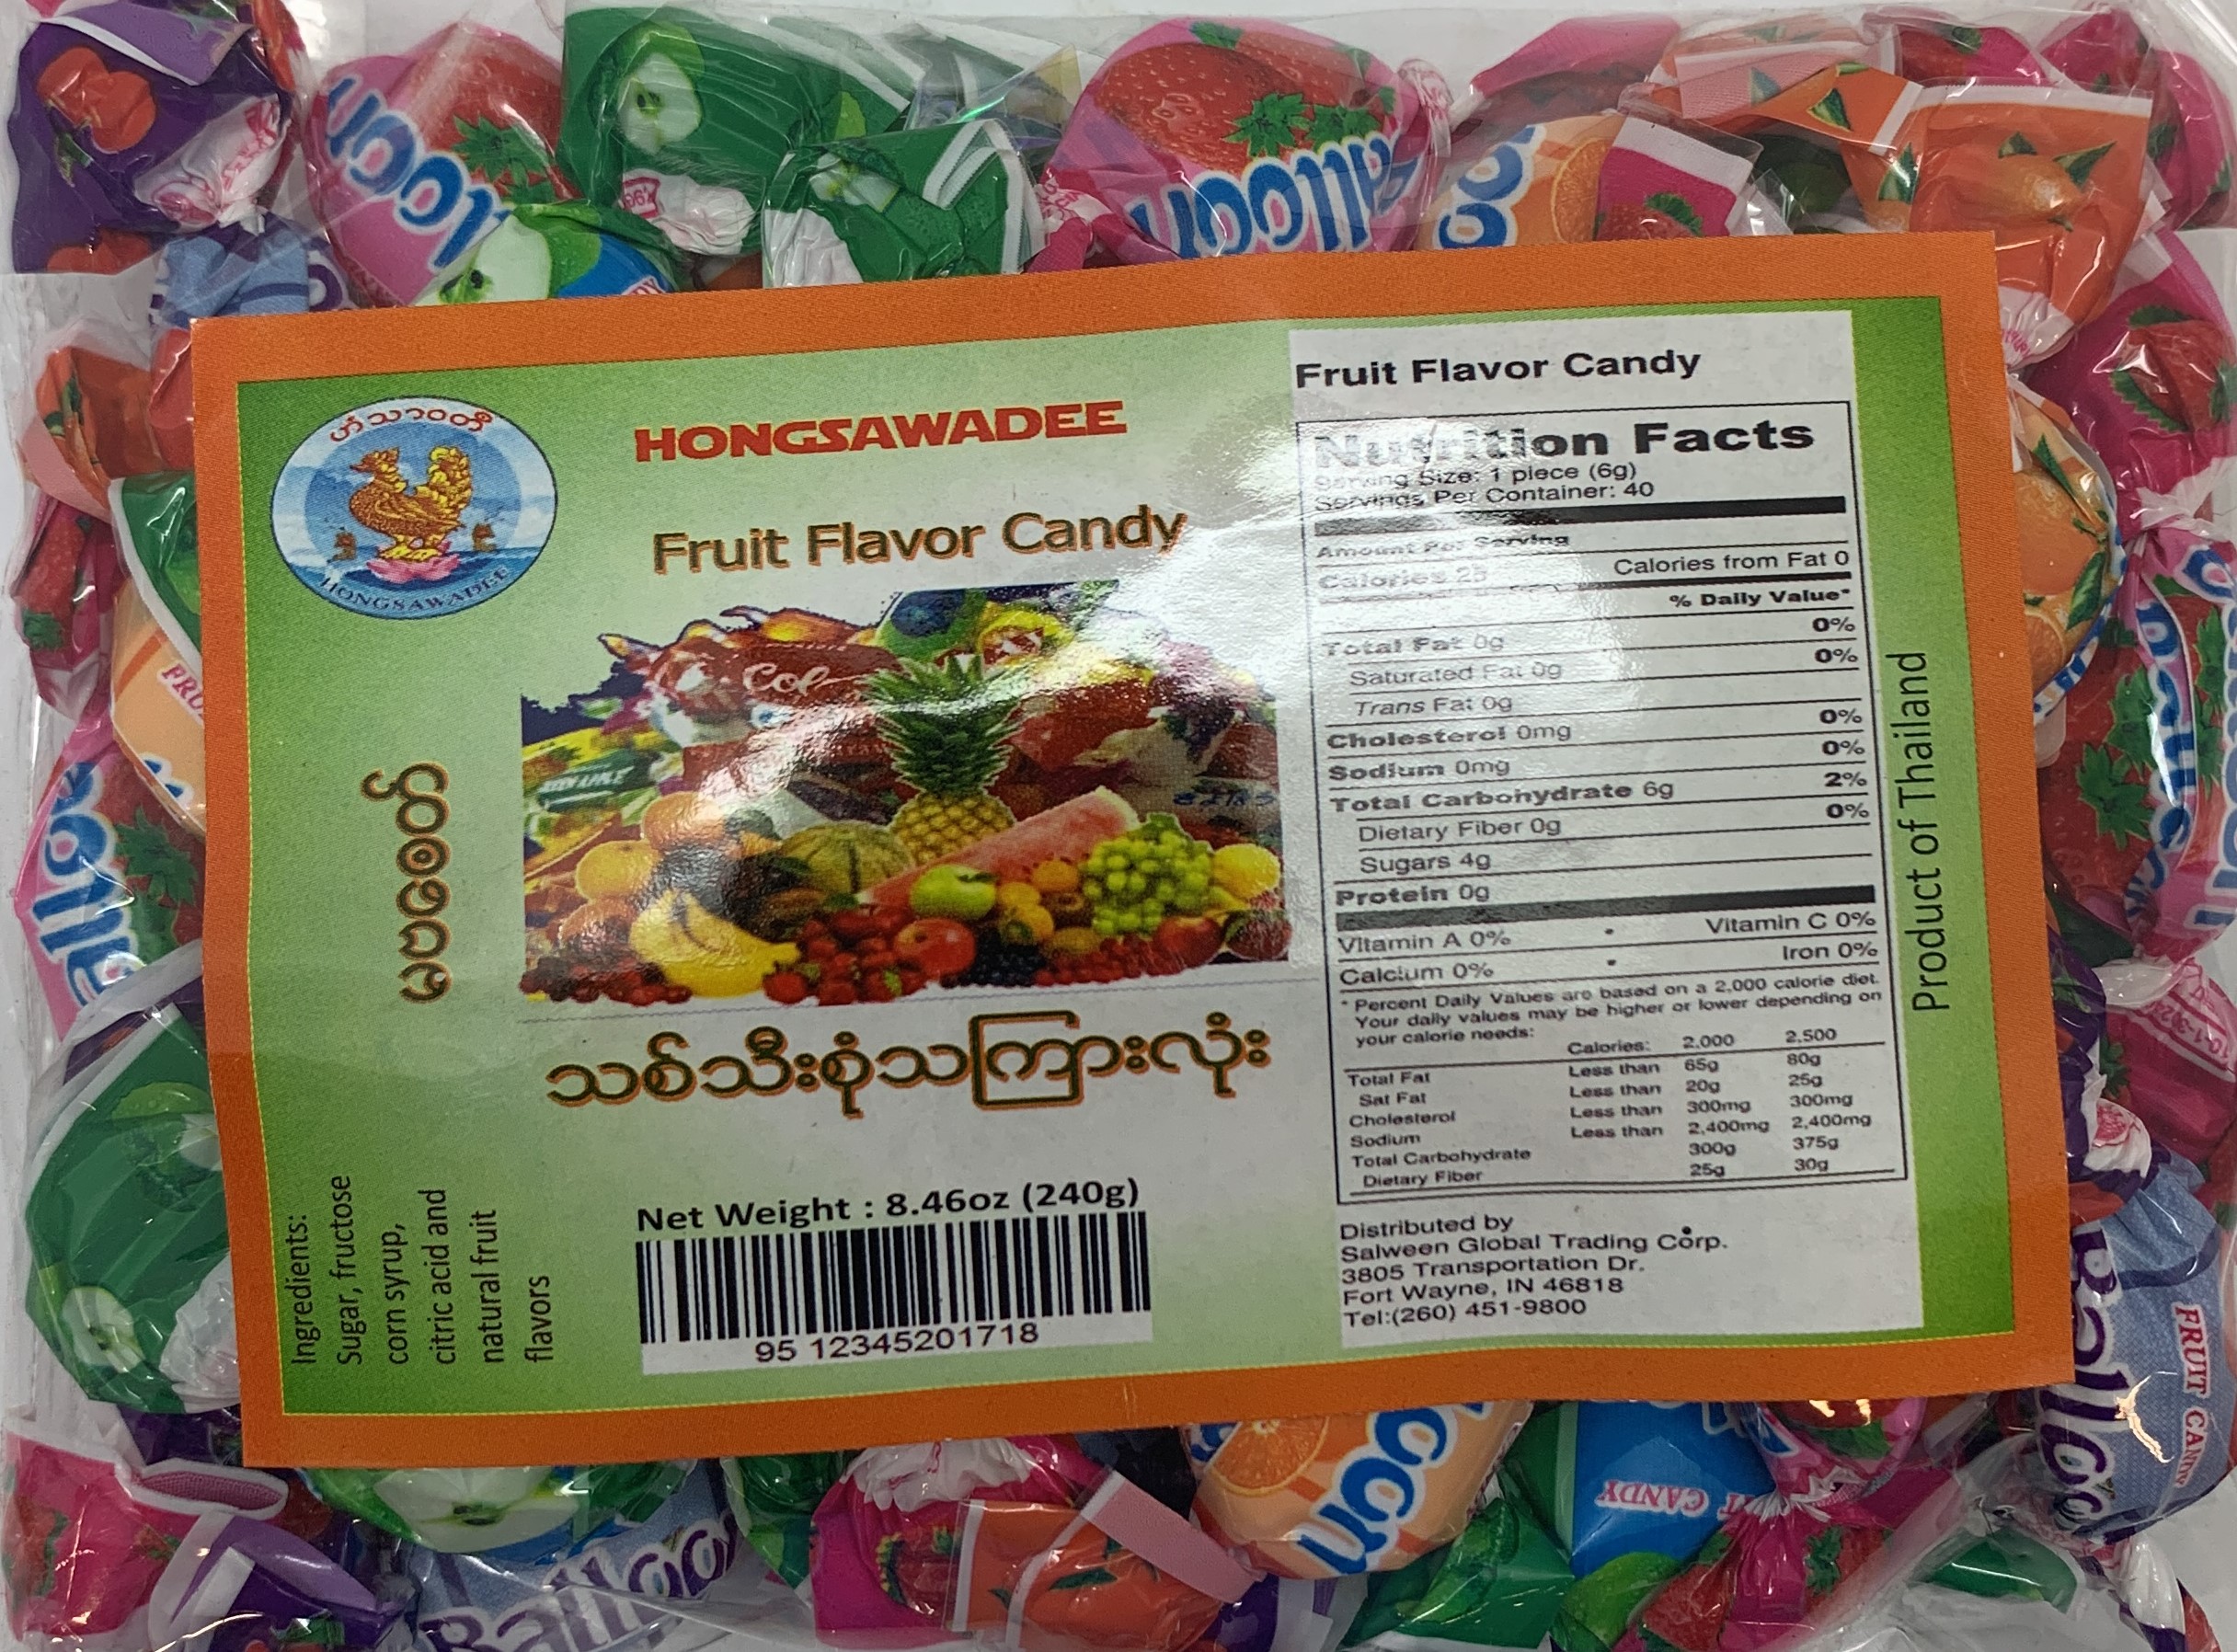 ဟံသာဝတီ
HONGSAWADEE
HONGSAWADEE
Fruit Flavor Candy
သစ်သီးစုံသကြားလုံး
Net Weight : 8.46oz (240g)
95 12345201718
Ingredients:
Sugar, fructose
corn syrup,
citric acid and
natural fruit
flavors
Fruit Flavor Candy
Nutrition Facts
Serving Size: 1 piece (6g)
Servings Per Container: 40
Amount Per Serving
Calories 25 Calories from Fat 0
% Daily Value*
Total Fat 0g 0%
Saturated Fat 0g 0%
Trans Fat 0g
Cholesterol 0mg 0%
Sodium 0mg 0%
Total Carbohydrate 6g 2%
Dietary Fiber 0g 0%
Sugars 4g
Protein 0g
Vitamin A 0% • Vitamin C 0%
Calcium 0% • Iron 0%
* Percent Daily Values are based on a 2,000 calorie diet.
Your daily values may be higher or lower depending on
your calorie needs:
Calories: 2,000 2,500
Total Fat Less than 65g 80g
Sat Fat Less than 20g 25g
Cholesterol Less than 300mg 300mg
Sodium Less than 2,400mg 2,400mg
Total Carbohydrate 300g 375g
Dietary Fiber 25g 30g
Distributed by
Salween Global Trading Corp.
3805 Transportation Dr.
Fort Wayne, IN 46818
Tel:(260) 451-9800
Product of Thailand
Balloon
FRUIT CANDY
CANDY
Balloon